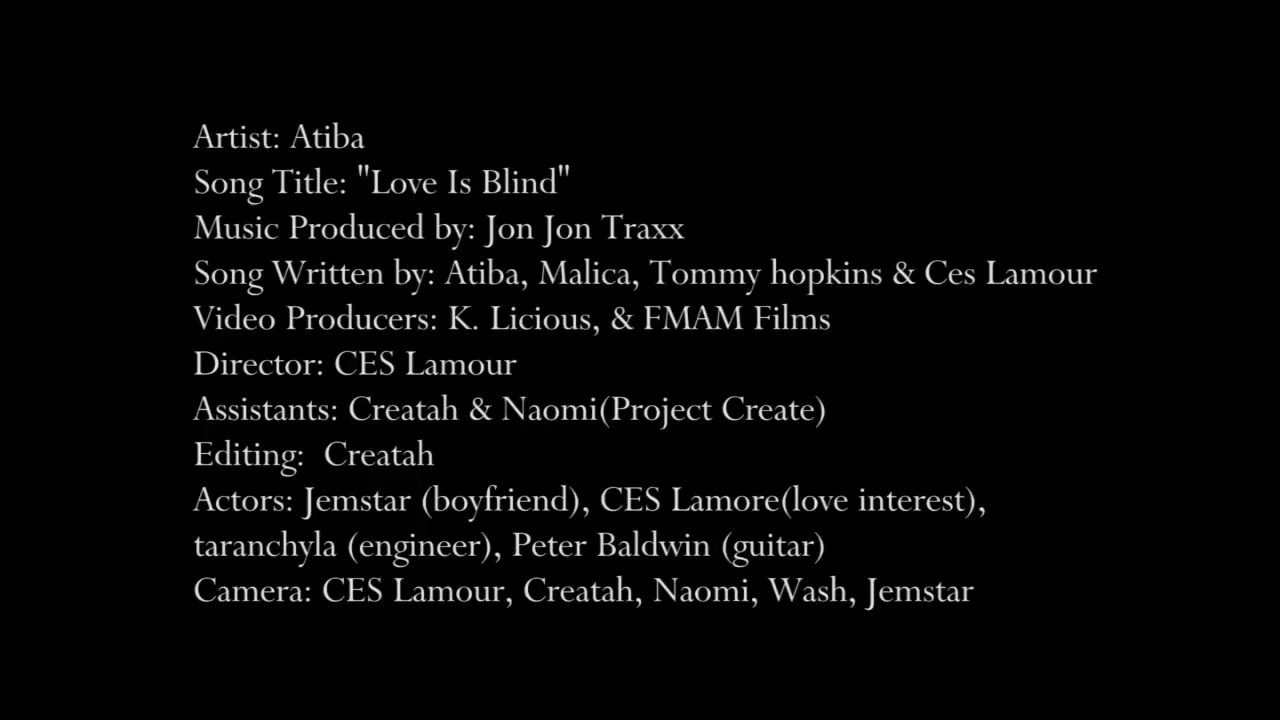 Artist: Atiba
Song Title: "Love Is Blind"
Music Produced by: Jon Jon Traxx
Song Written by: Atiba, Malica, Tommy hopkins & Ces Lamour
Video Producers: K. Licious, & FMAM Films
Director: CES Lamour
Assistants: Creatah & Naomi(Project Create)
Editing:  Creatah
Actors: Jemstar (boyfriend), CES Lamore(love interest),
taranchyla (engineer), Peter Baldwin (guitar)
Camera: CES Lamour, Creatah, Naomi, Wash, Jemstar